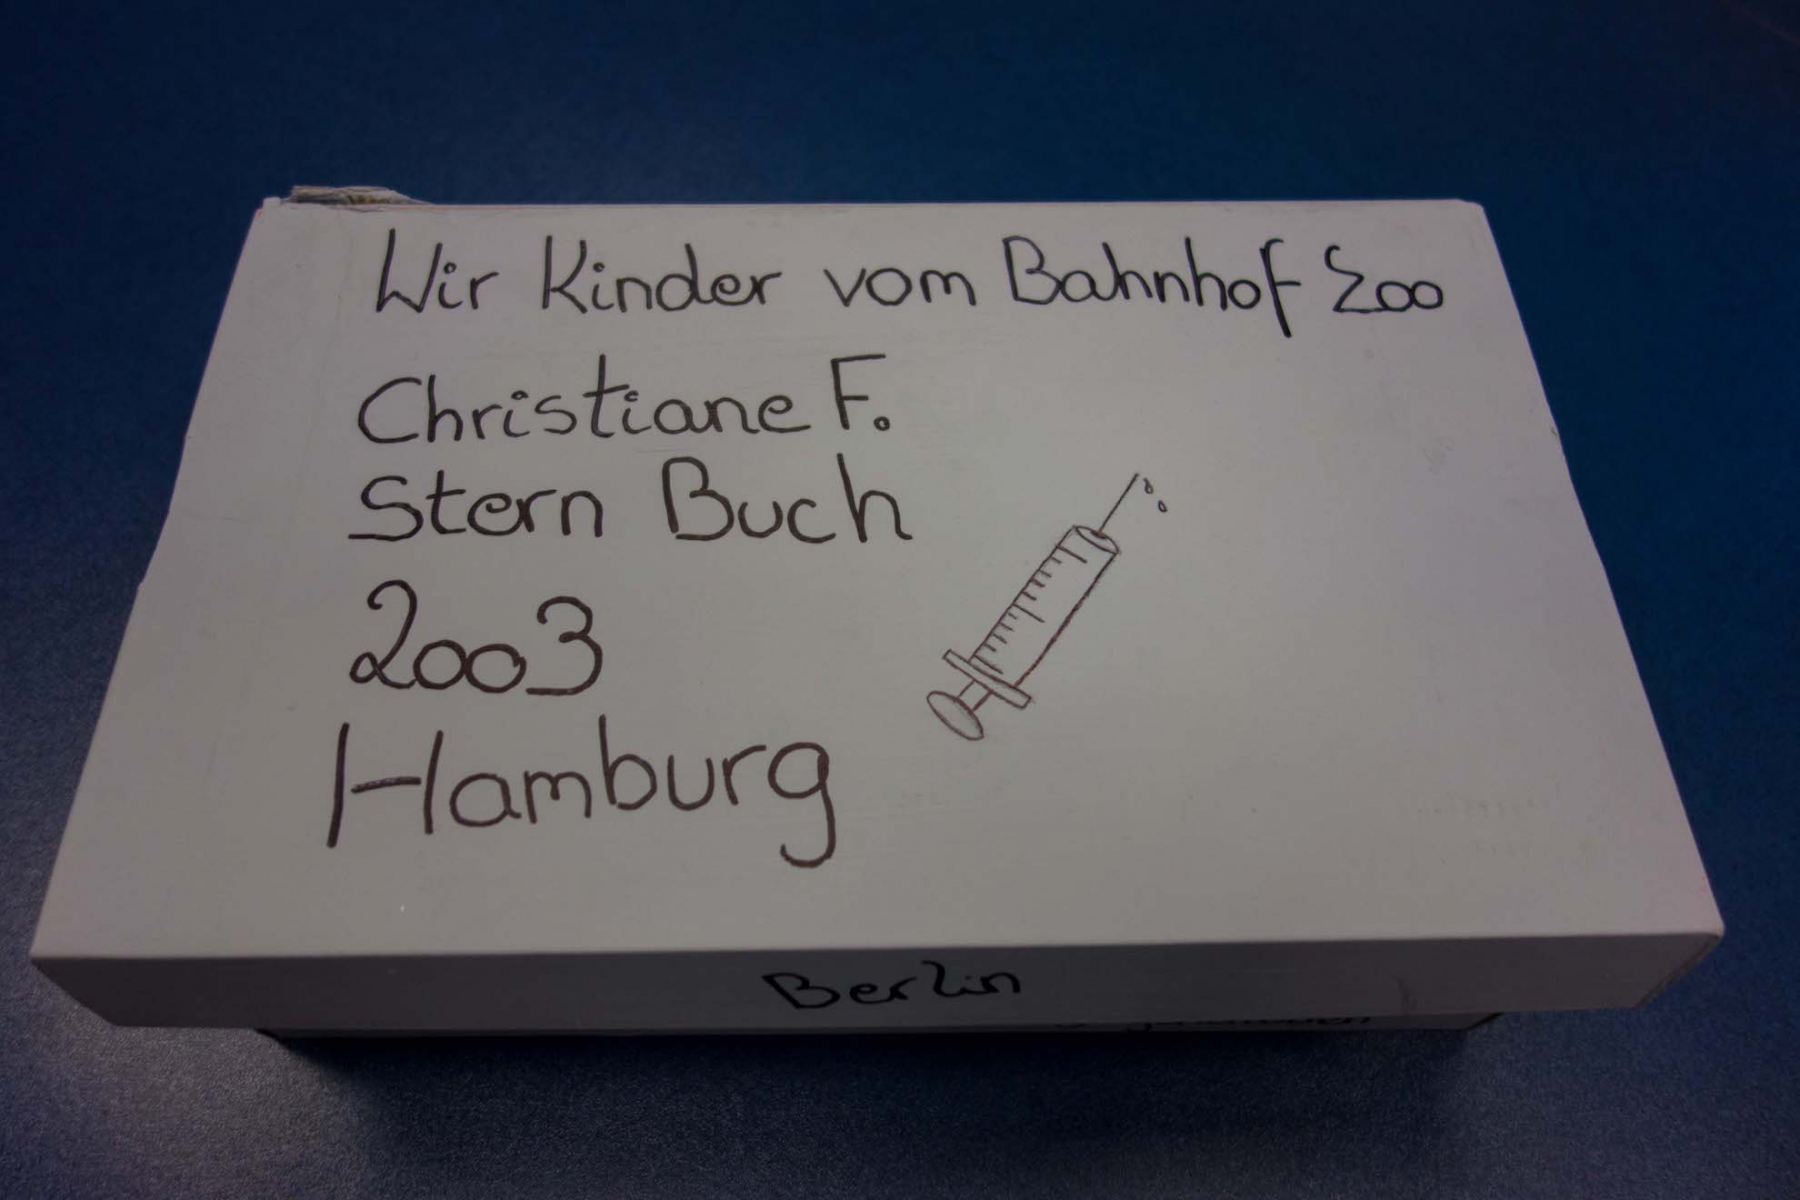 Wir Kinder vom Bahnhof Zoo
Christiane F.
Stern Buch
2003
Hamburg
Berlin